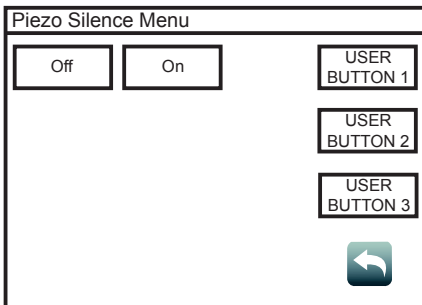 Piezo Silence Menu
Off
On
USER
BUTTON 1
USER
BUTTON 2
USER
BUTTON 3